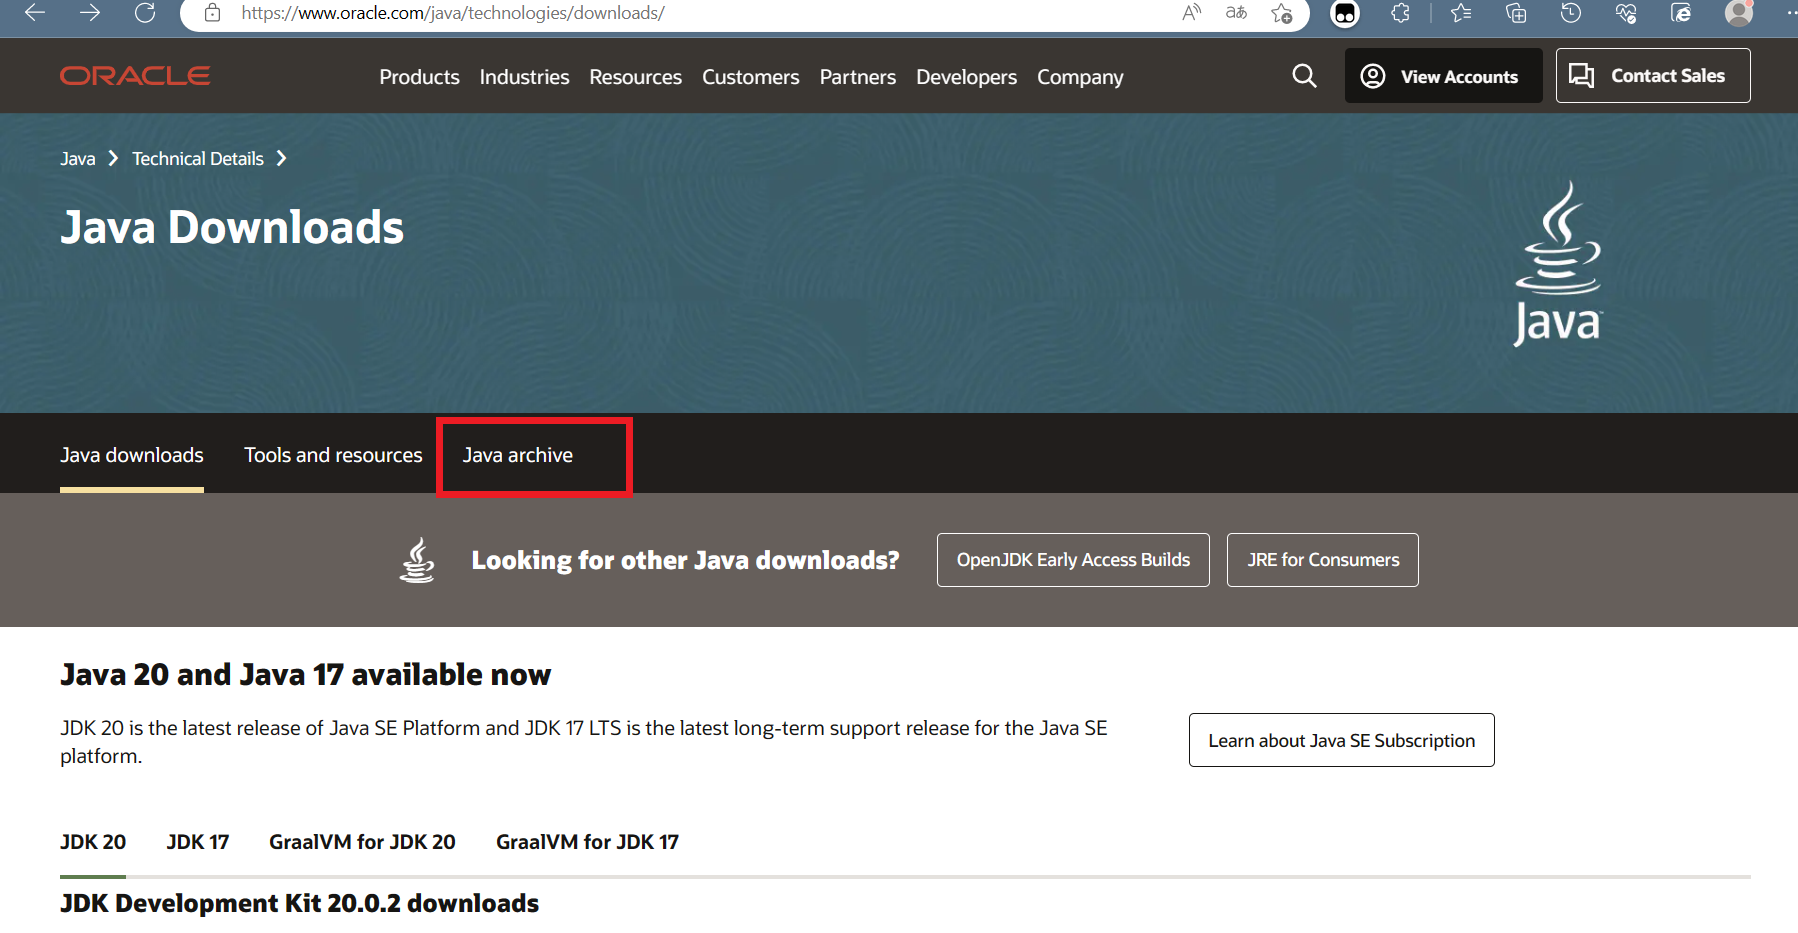 https://www.oracle.com/java/technologies/downloads/
ORACLE
Products Industries Resources Customers Partners Developers Company
View Accounts
Contact Sales
Java > Technical Details >
Java Downloads
Java
Java downloads Tools and resources Java archive
Looking for other Java downloads? OpenJDK Early Access Builds JRE for Consumers
Java 20 and Java 17 available now
JDK 20 is the latest release of Java SE Platform and JDK 17 LTS is the latest long-term support release for the Java SE
platform.
Learn about Java SE Subscription
JDK 20 JDK 17 GraalVM for JDK 20 GraalVM for JDK 17
JDK Development Kit 20.0.2 downloads